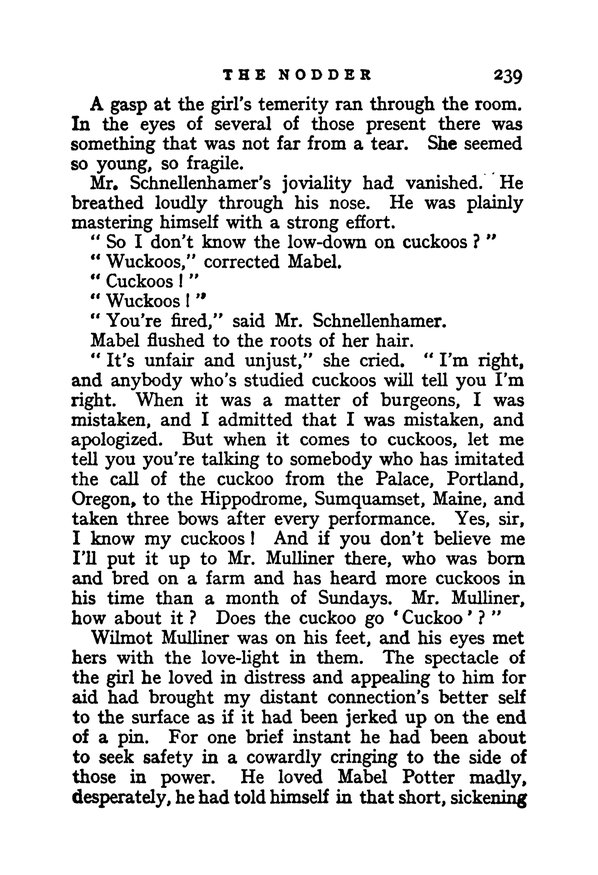 THE NODDER 239
A gasp at the girl's temerity ran through the room.
In the eyes of several of those present there was
something that was not far from a tear. She seemed
so young, so fragile.
Mr. Schnellenhamer's joviality had vanished. He
breathed loudly through his nose. He was plainly
mastering himself with a strong effort.
" So I don't know the low-down on cuckoos ? "
" Wuckoos," corrected Mabel.
" Cuckoos ! "
" Wuckoos ! "
" You're fired," said Mr. Schnellenhamer.
Mabel flushed to the roots of her hair.
" It's unfair and unjust," she cried. " I'm right,
and anybody who's studied cuckoos will tell you I'm
right. When it was a matter of burgeons, I was
mistaken, and I admitted that I was mistaken, and
apologized. But when it comes to cuckoos, let me
tell you you're talking to somebody who has imitated
the call of the cuckoo from the Palace, Portland,
Oregon, to the Hippodrome, Sumquamset, Maine, and
taken three bows after every performance. Yes, sir,
I know my cuckoos ! And if you don't believe me
I'll put it up to Mr. Mulliner there, who was born
and bred on a farm and has heard more cuckoos in
his time than a month of Sundays. Mr. Mulliner,
how about it ? Does the cuckoo go ' Cuckoo ' ? "
Wilmot Mulliner was on his feet, and his eyes met
hers with the love-light in them. The spectacle of
the girl he loved in distress and appealing to him for
aid had brought my distant connection's better self
to the surface as if it had been jerked up on the end
of a pin. For one brief instant he had been about
to seek safety in a cowardly cringing to the side of
those in power. He loved Mabel Potter madly,
desperately, he had told himself in that short, sickening